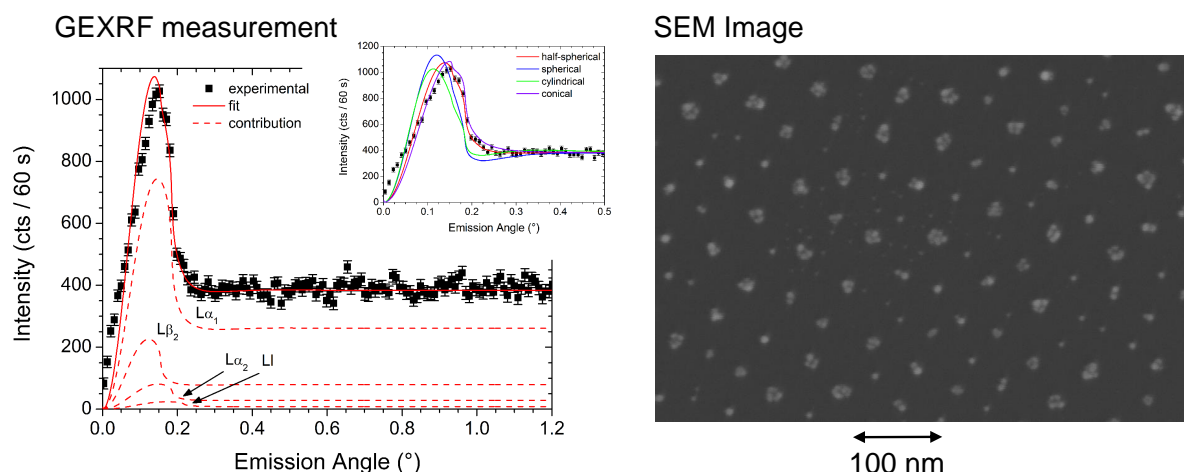 GEXRF measurement
SEM Image
1000
800
600
400
200
0
Intensity (cts / 60 s)
0.0 0.2 0.4 0.6 0.8 1.0 1.2
Emission Angle (°)
experimental
fit
contribution
Lα1
Lβ2
Lα2
Ll
1200
1000
800
600
400
200
0
Intensity (cts / 60 s)
0.0 0.1 0.2 0.3 0.4 0.5
Emission Angle (°)
half-spherical
spherical
cylindrical
conical
100 nm